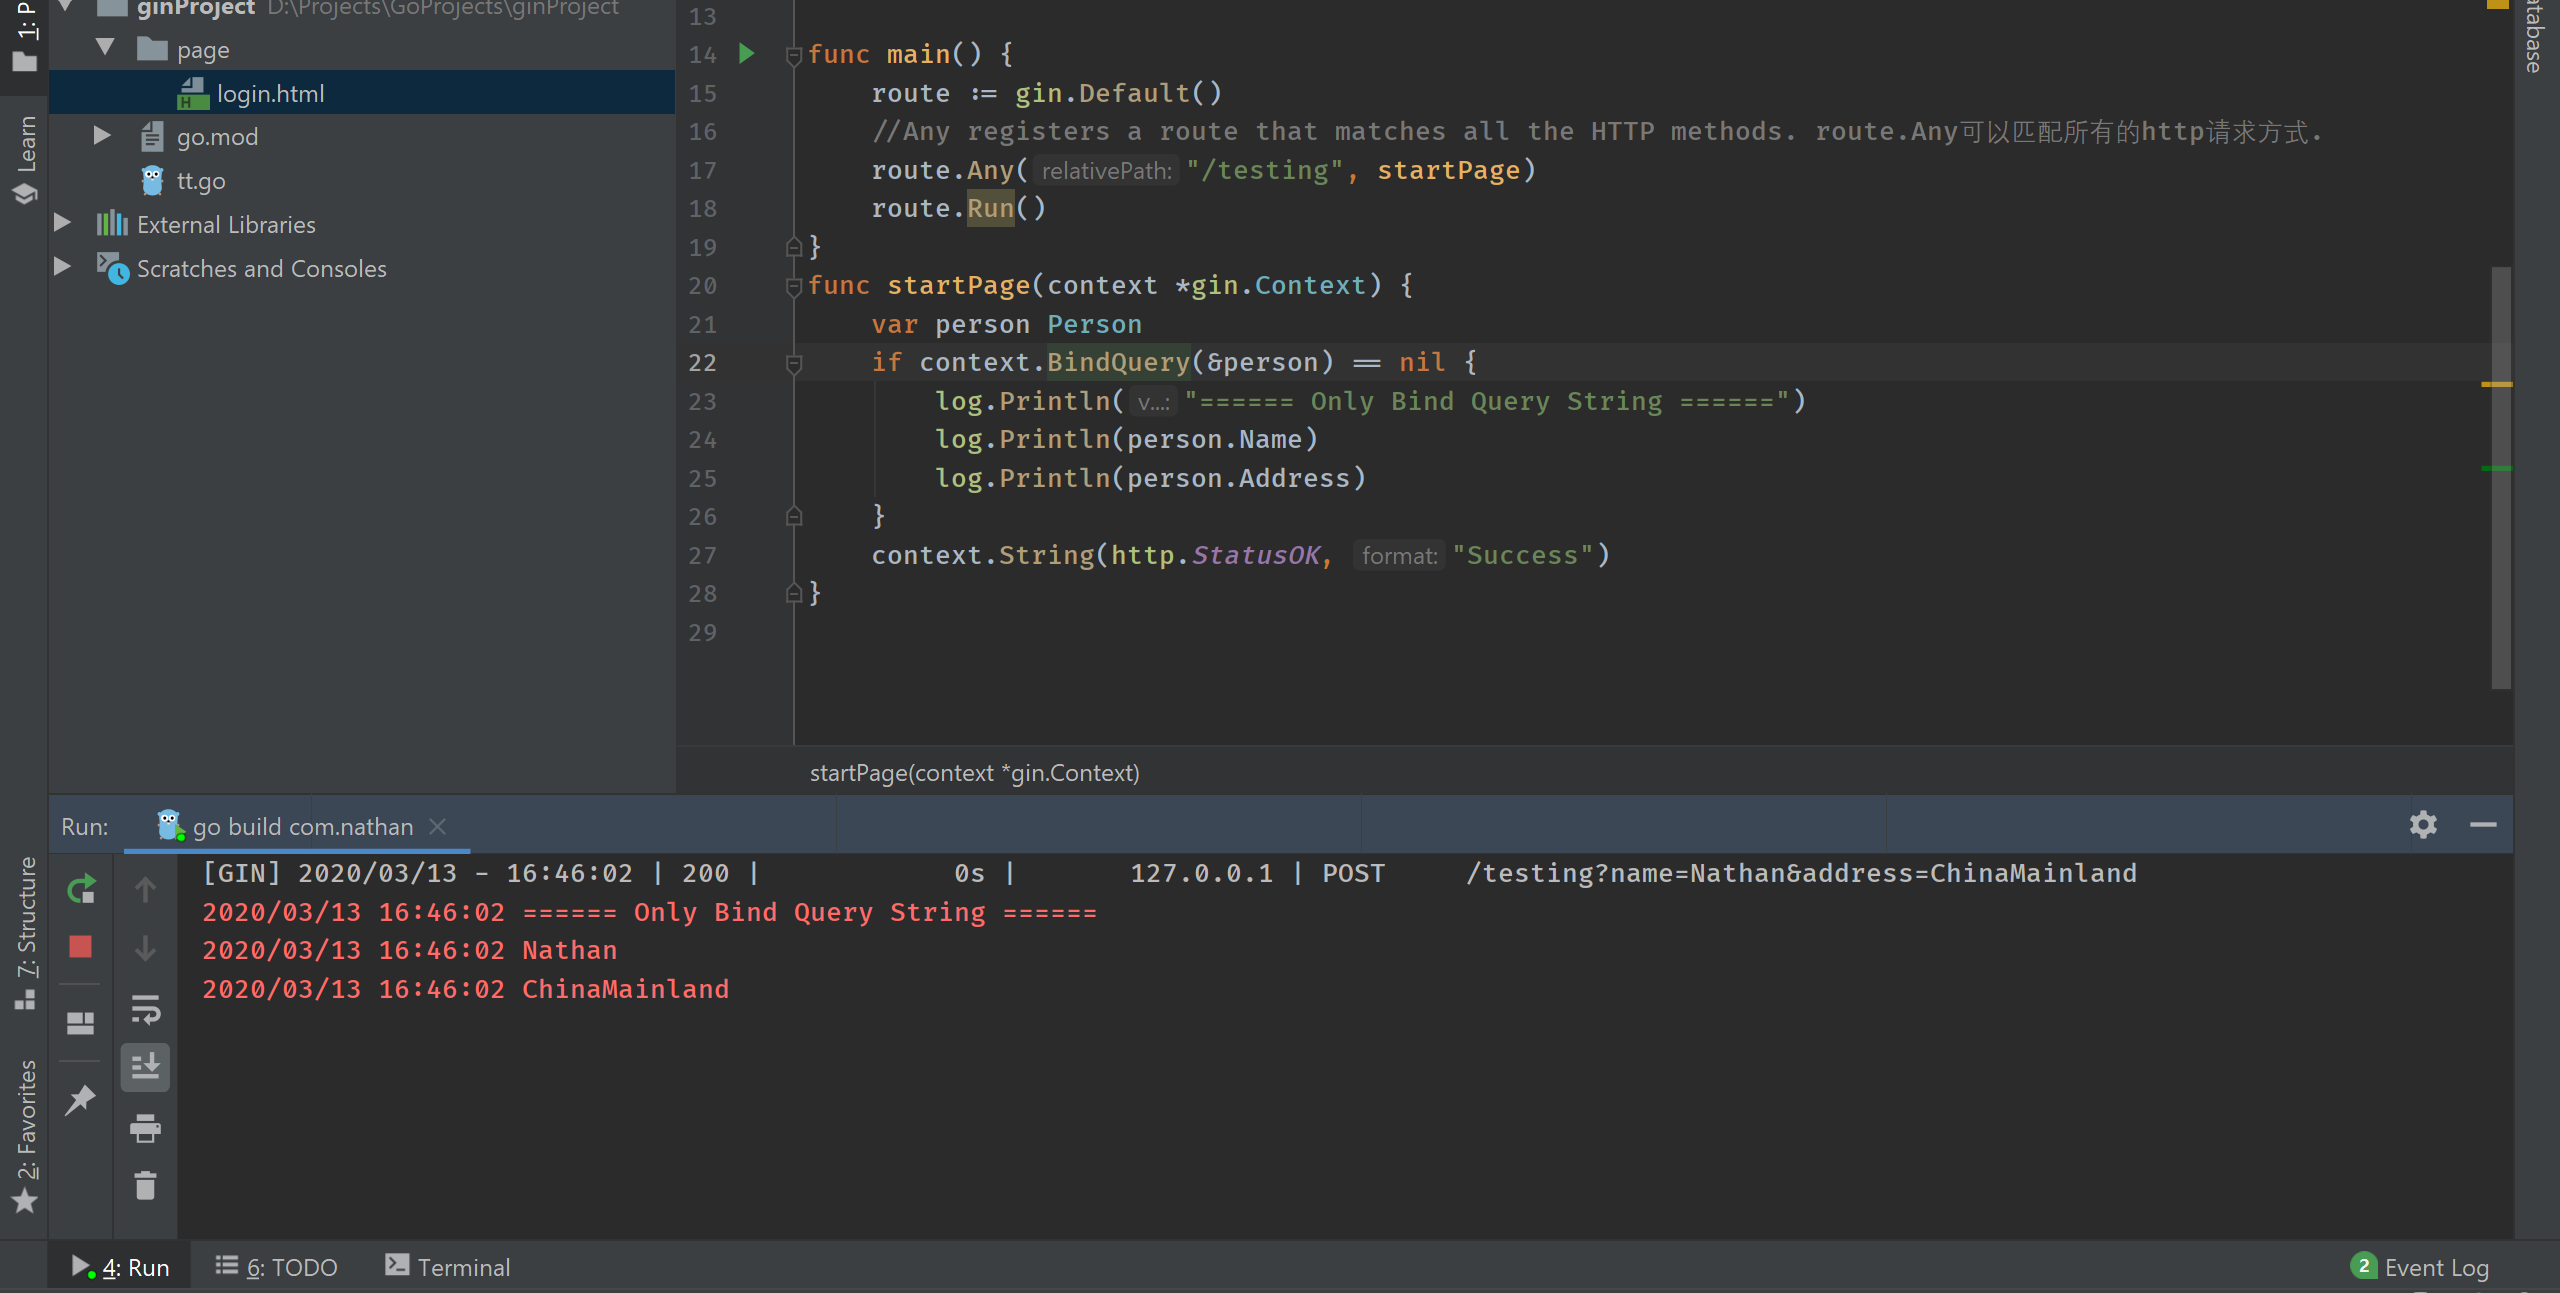 1: P
ginProject D:\Projects\GoProjects\ginProject
page
login.html
go.mod
tt.go
External Libraries
Scratches and Consoles
Learn
7: Structure
2: Favorites
atabase
13
14 func main() {
15 route := gin.Default()
16 //Any registers a route that matches all the HTTP methods. route.Any可以匹配所有的http请求方式.
17 route.Any( relativePath: "/testing", startPage)
18 route.Run()
19 }
20 func startPage(context *gin.Context) {
21 var person Person
22 if context.BindQuery(&person) == nil {
23 log.Println( v...: "====== Only Bind Query String ======")
24 log.Println(person.Name)
25 log.Println(person.Address)
26 }
27 context.String(http.StatusOK, format: "Success")
28 }
29
startPage(context *gin.Context)
Run: go build com.nathan
[GIN] 2020/03/13 - 16:46:02 | 200 | 0s | 127.0.0.1 | POST /testing?name=Nathan&address=ChinaMainland
2020/03/13 16:46:02 ====== Only Bind Query String ======
2020/03/13 16:46:02 Nathan
2020/03/13 16:46:02 ChinaMainland
4: Run 6: TODO Terminal 2 Event Log